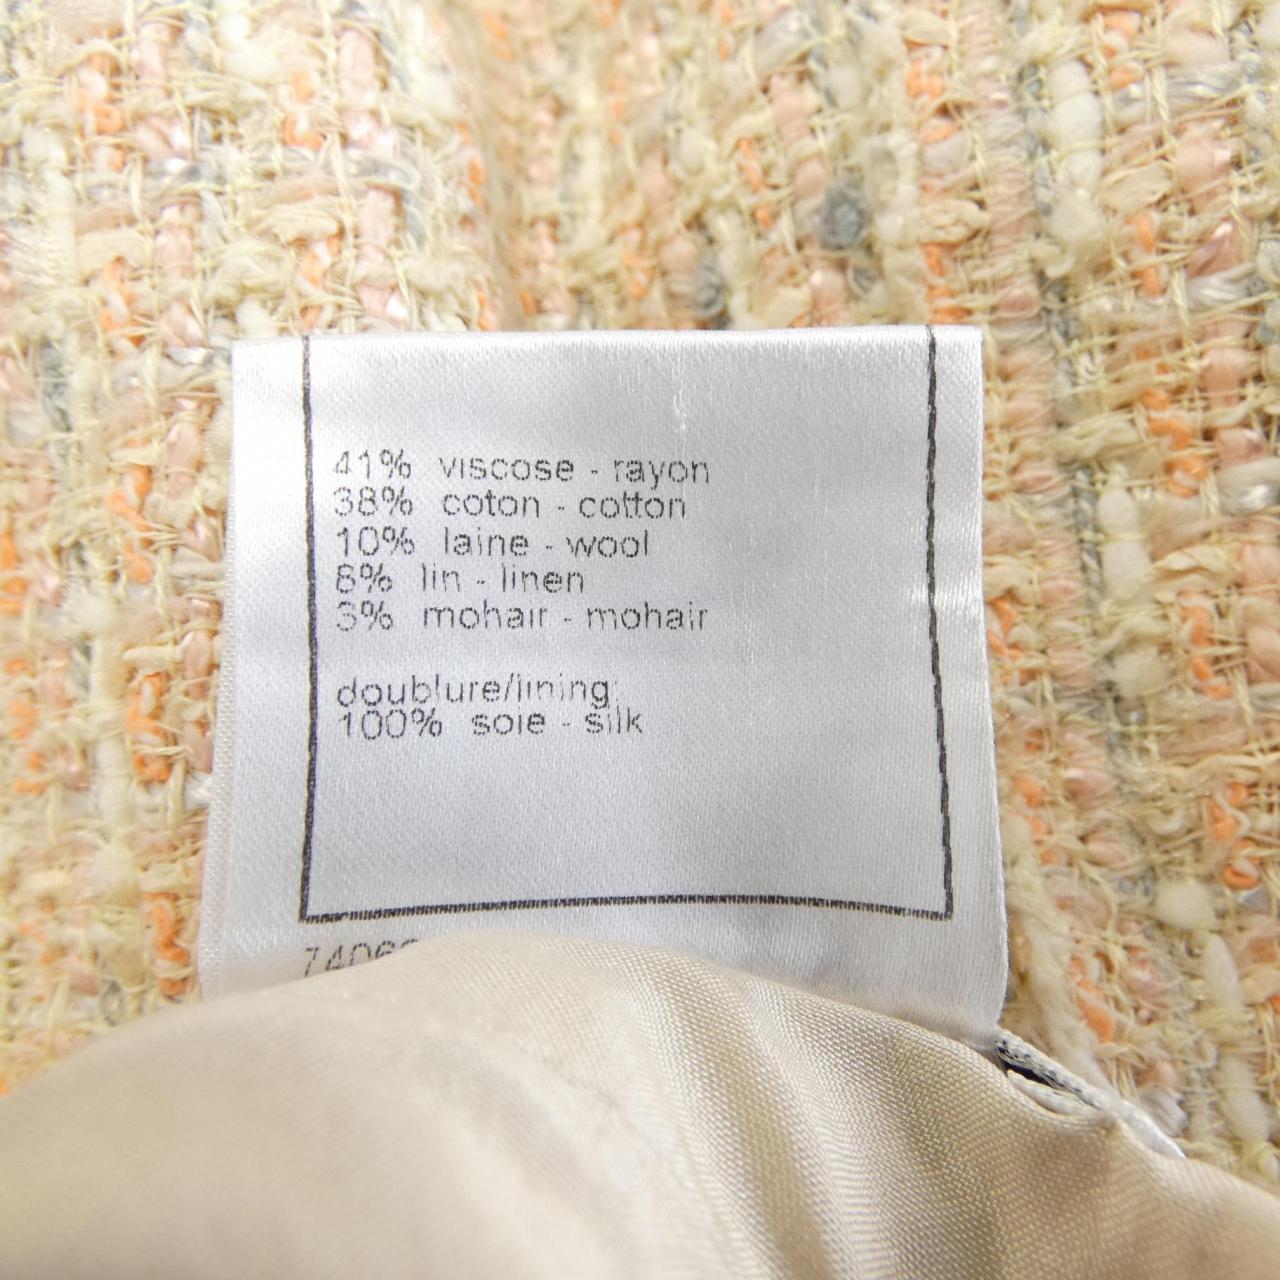 41% viscose - rayon
38% coton - cotton
10% laine - wool
8% lin - linen
3% mohair - mohair
doublure/lining:
100% soie - silk